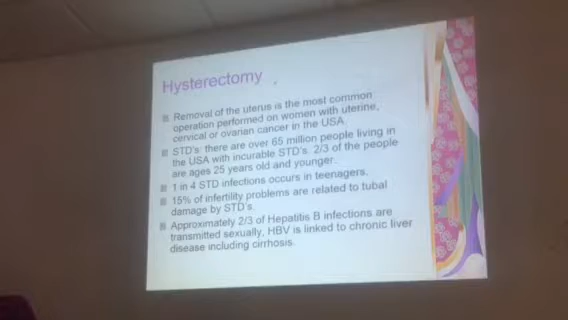 Hysterectomy
Removal of the uterus is the most common
operation performed on women with uterine,
cervical or ovarian cancer in the USA.
STD's: there are over 65 million people living in
the USA with incurable STD's. 2/3 of the people
are ages 25 years old and younger.
1 in 4 STD infections occurs in teenagers.
15% of infertility problems are related to tubal
damage by STD's.
Approximately 2/3 of Hepatitis B infections are
transmitted sexually, HBV is linked to chronic liver
disease including cirrhosis.